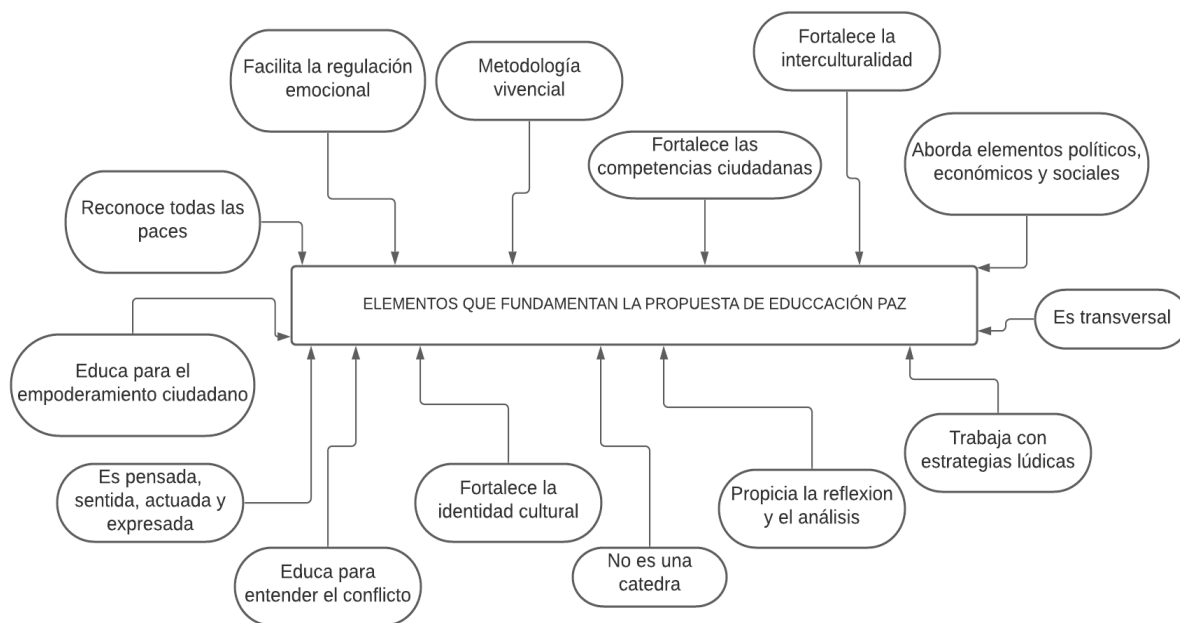 Fortalece la
interculturalidad
Facilita la regulación
emocional
Metodología
vivencial
Fortalece las
competencias ciudadanas
Aborda elementos políticos,
económicos y sociales
Reconoce todas las
paces
ELEMENTOS QUE FUNDAMENTAN LA PROPUESTA DE EDUCCACIÓN PAZ
Es transversal
Educa para el
empoderamiento ciudadano
Trabaja con
estrategias lúdicas
Es pensada,
sentida, actuada y
expresada
Fortalece la
identidad cultural
Propicia la reflexion
y el análisis
No es una
catedra
Educa para
entender el conflicto